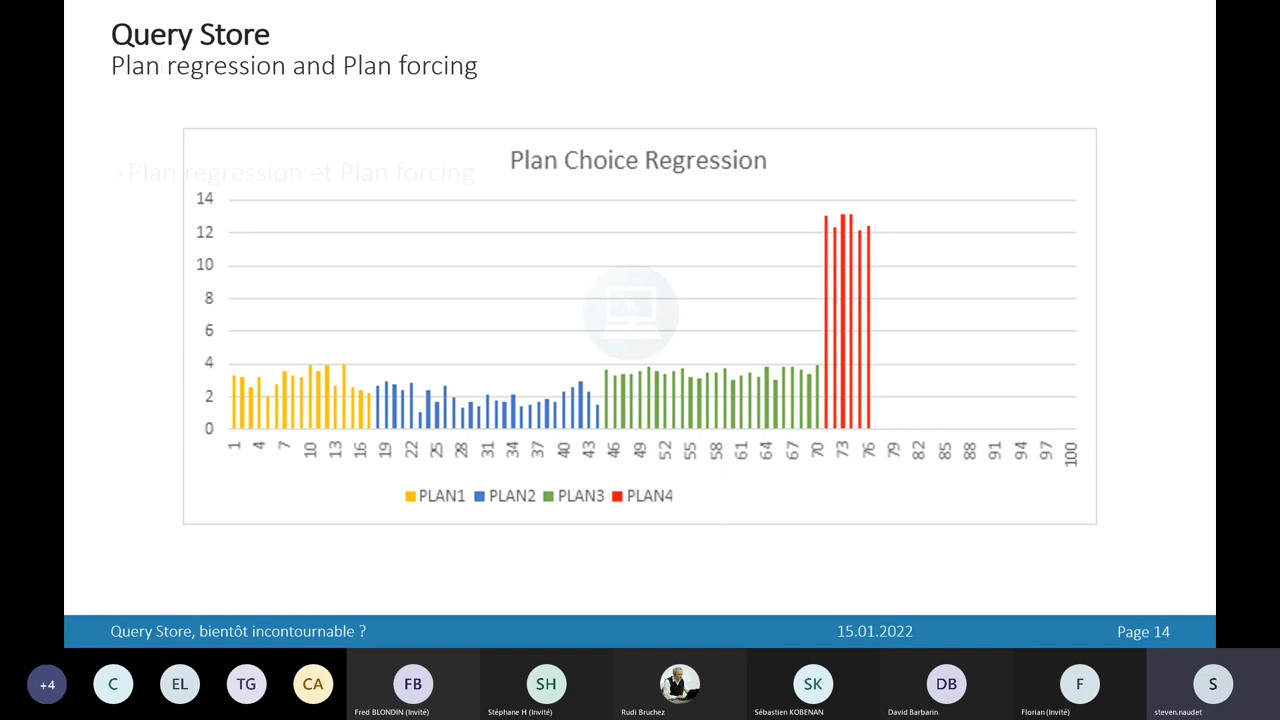 Query Store
Plan regression and Plan forcing
>Plan regression et Plan forcing
Plan Choice Regression
14
12
10
8
6
4
2
0
1 4 7 10 13 16 19 22 25 28 31 34 37 40 43 46 49 52 55 58 61 64 67 70 73 76 79 82 85 88 91 94 97 100
PLAN1 PLAN2 PLAN3 PLAN4
Query Store, bientôt incontournable ? 15.01.2022 Page 14
+4 C EL TG CA FB SH SK DB F S
Fred BLONDIN (Invité) Stéphane H (Invité) Rudi Bruchez Sébastien KOBENAN David Barbarin Florian (Invité) steven.naudet